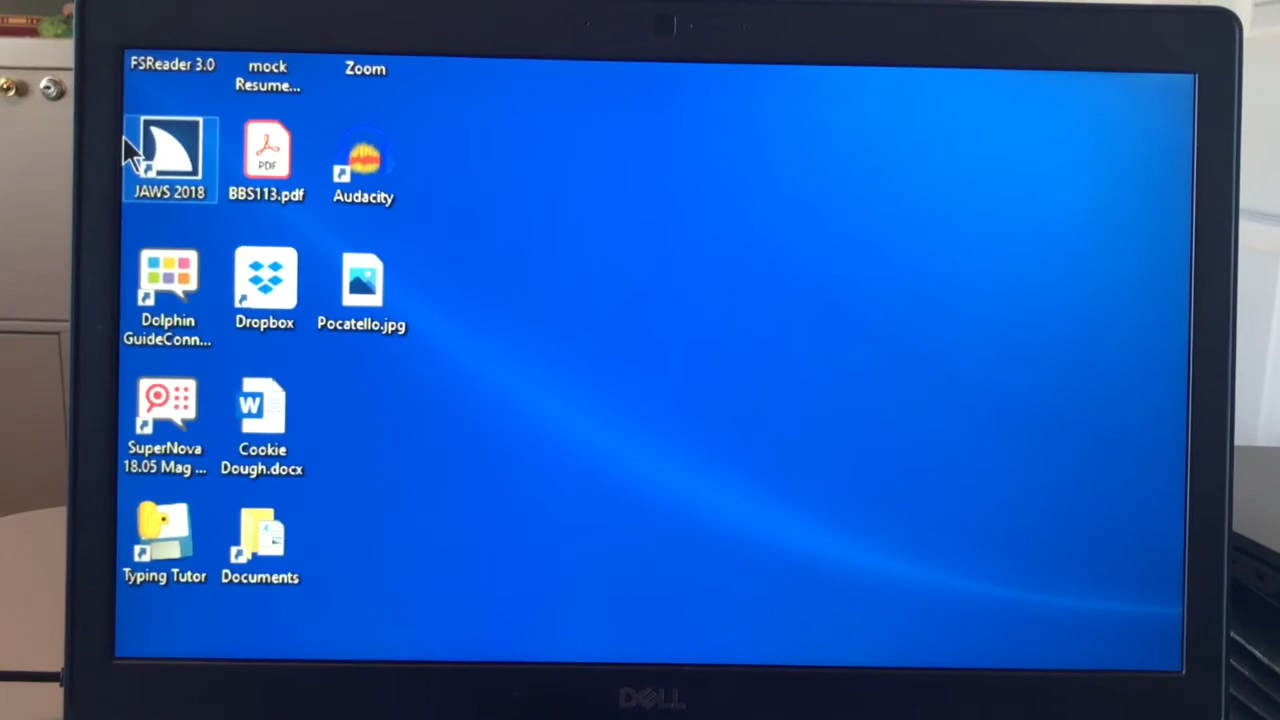 FSReader 3.0
mock
Resume...
Zoom
JAWS 2018
PDF
BBS113.pdf
Audacity
Dolphin
GuideConn...
Dropbox
Pocatello.jpg
SuperNova
18.05 Mag ...
W
Cookie
Dough.docx
Typing Tutor
Documents
DELL